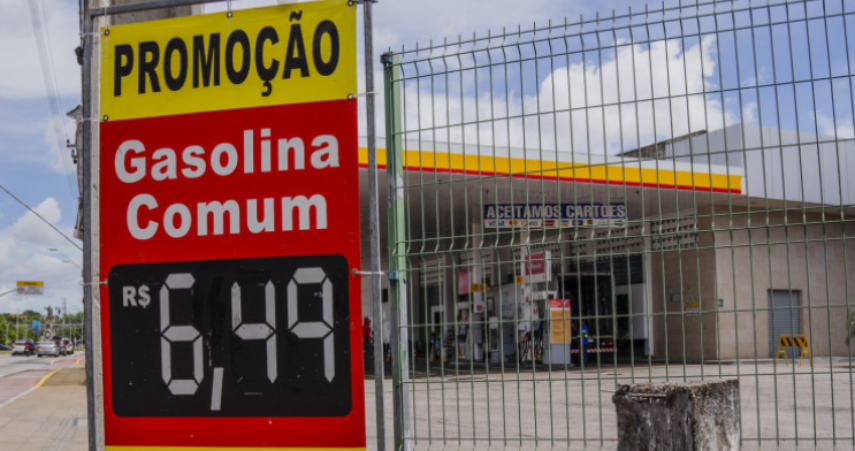 PROMOÇÃO
Gasolina
Comum
R$ 6,49
ACEITAMOS CARTÕES